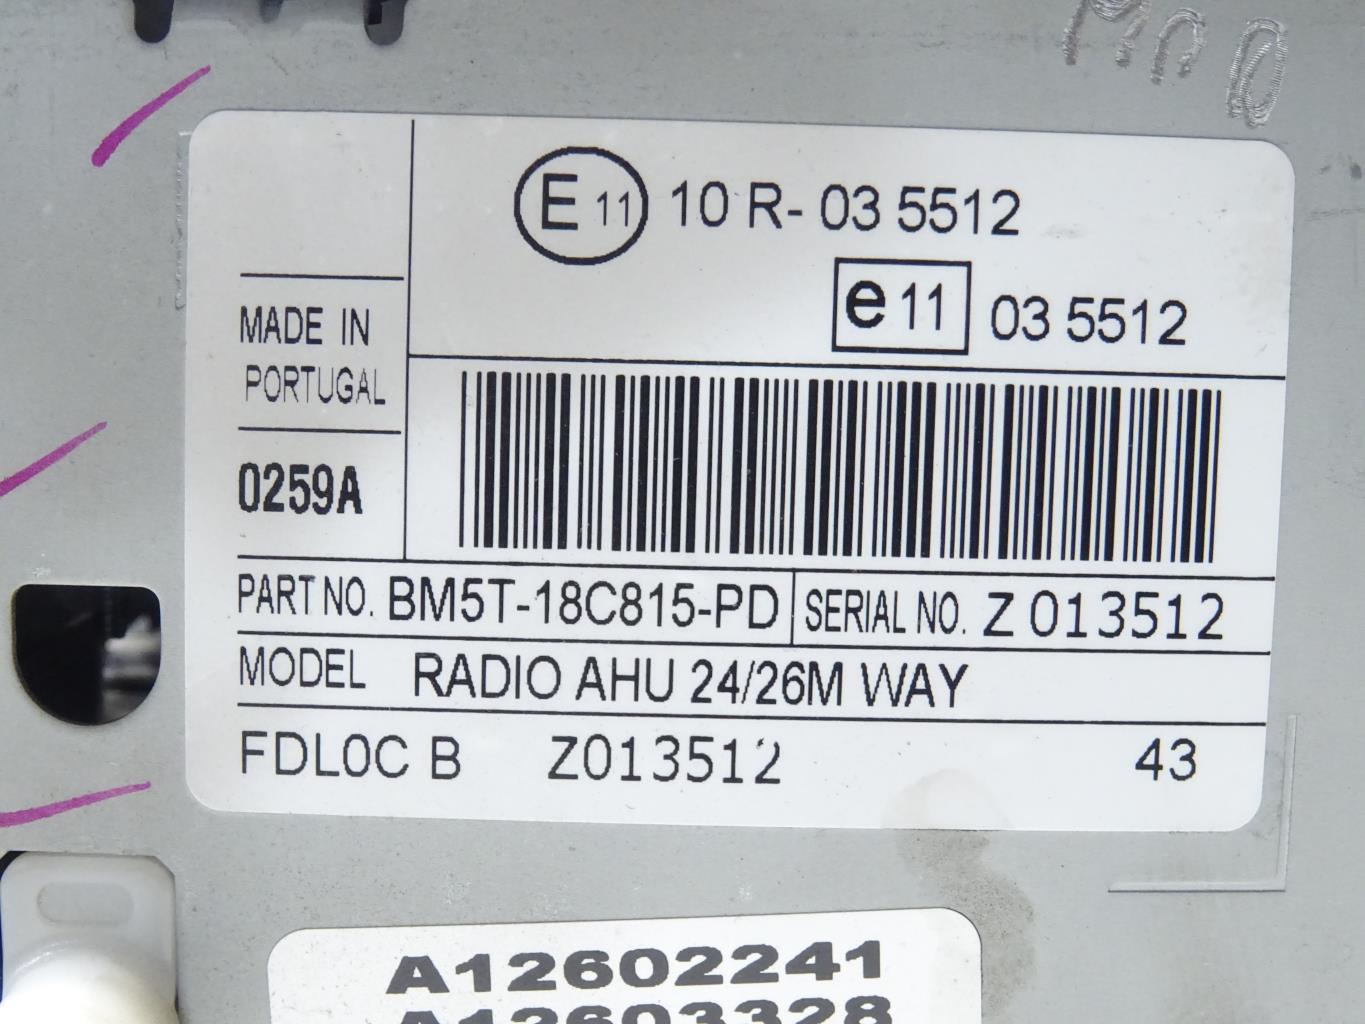 E 11 10 R- 03 5512
e 11 03 5512
MADE IN
PORTUGAL
0259A
PART NO. BM5T-18C815-PD SERIAL NO. Z 013512
MODEL RADIO AHU 24/26M WAY
FDL0C B Z013512 43
A12602241
A12603328